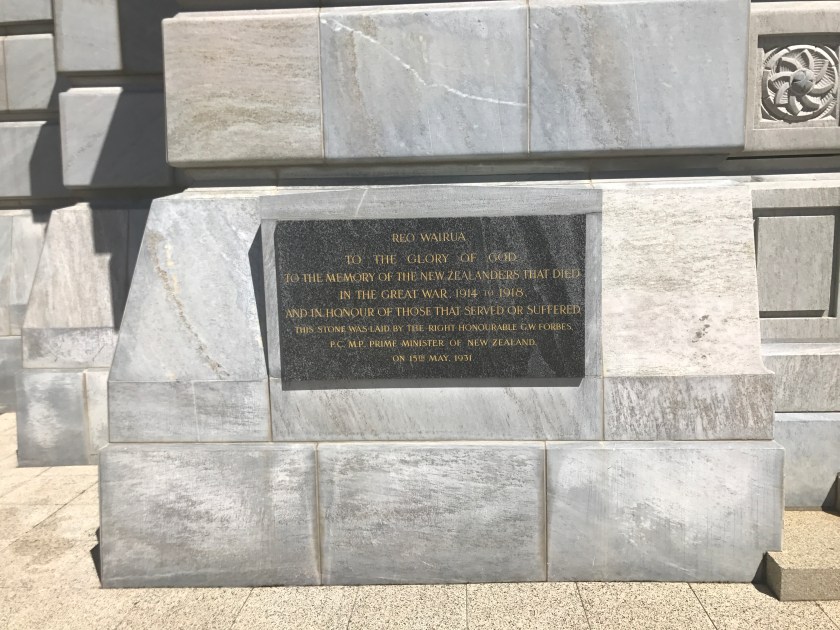 REO WAIRUA
TO THE GLORY OF GOD
TO THE MEMORY OF THE NEW ZEALANDERS THAT DIED
IN THE GREAT WAR, 1914 TO 1918,
AND IN HONOUR OF THOSE THAT SERVED OR SUFFERED
THIS STONE WAS LAID BY THE RIGHT HONOURABLE G.W. FORBES,
P.C. M.P. PRIME MINISTER OF NEW ZEALAND,
ON 15TH MAY, 1931